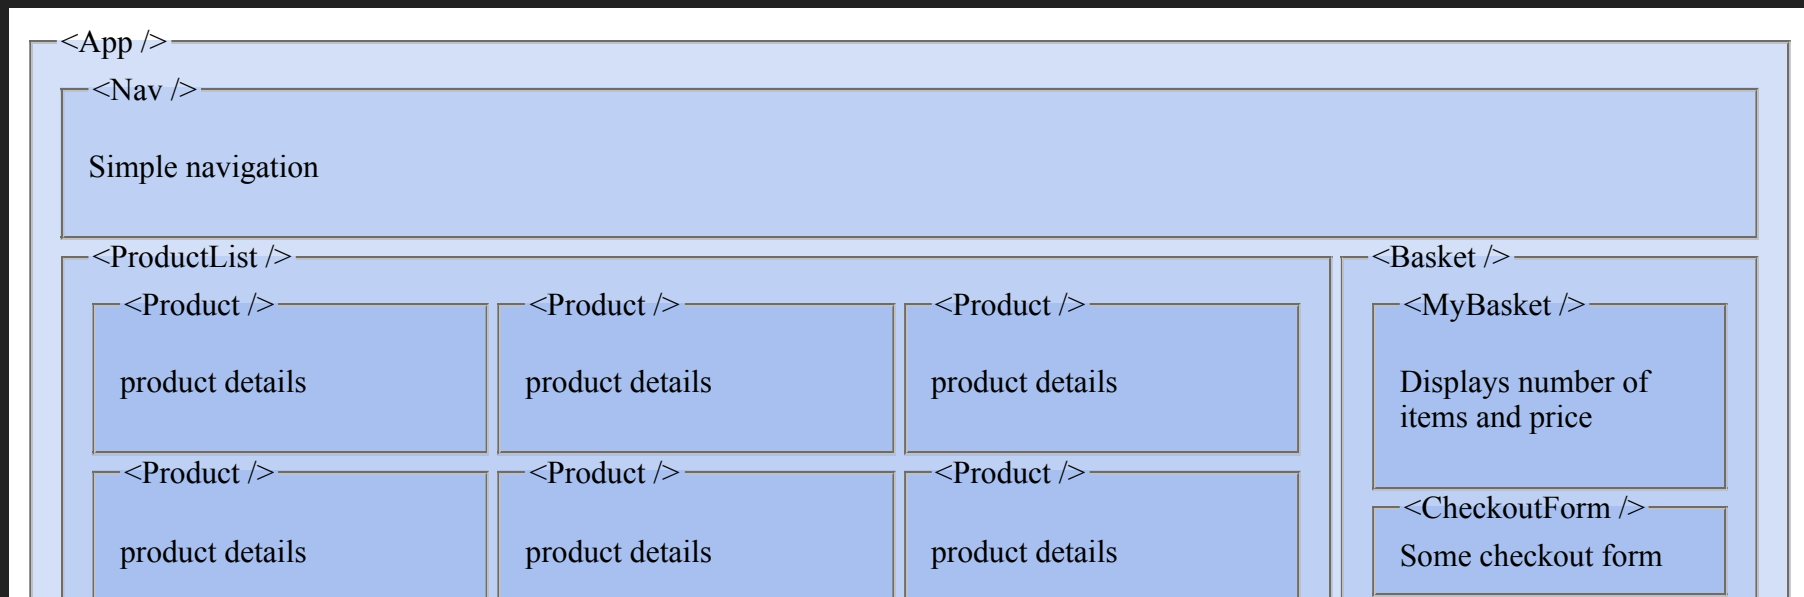 <App />
<Nav />
Simple navigation
<ProductList />
<Product />
product details
<Product />
product details
<Product />
product details
<Product />
product details
<Product />
product details
<Product />
product details
<Basket />
<MyBasket />
Displays number of
items and price
<CheckoutForm />
Some checkout form